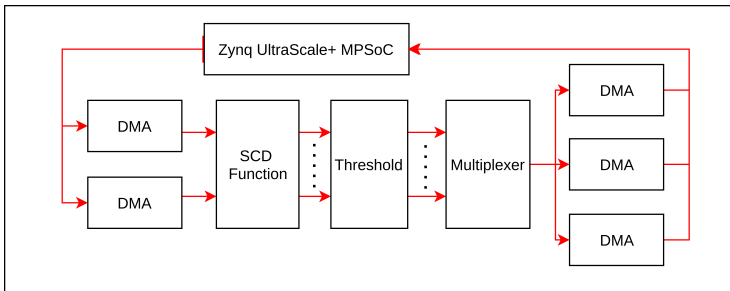 Zynq UltraScale+ MPSoC
DMA
DMA
SCD
Function
Threshold
Multiplexer
DMA
DMA
DMA